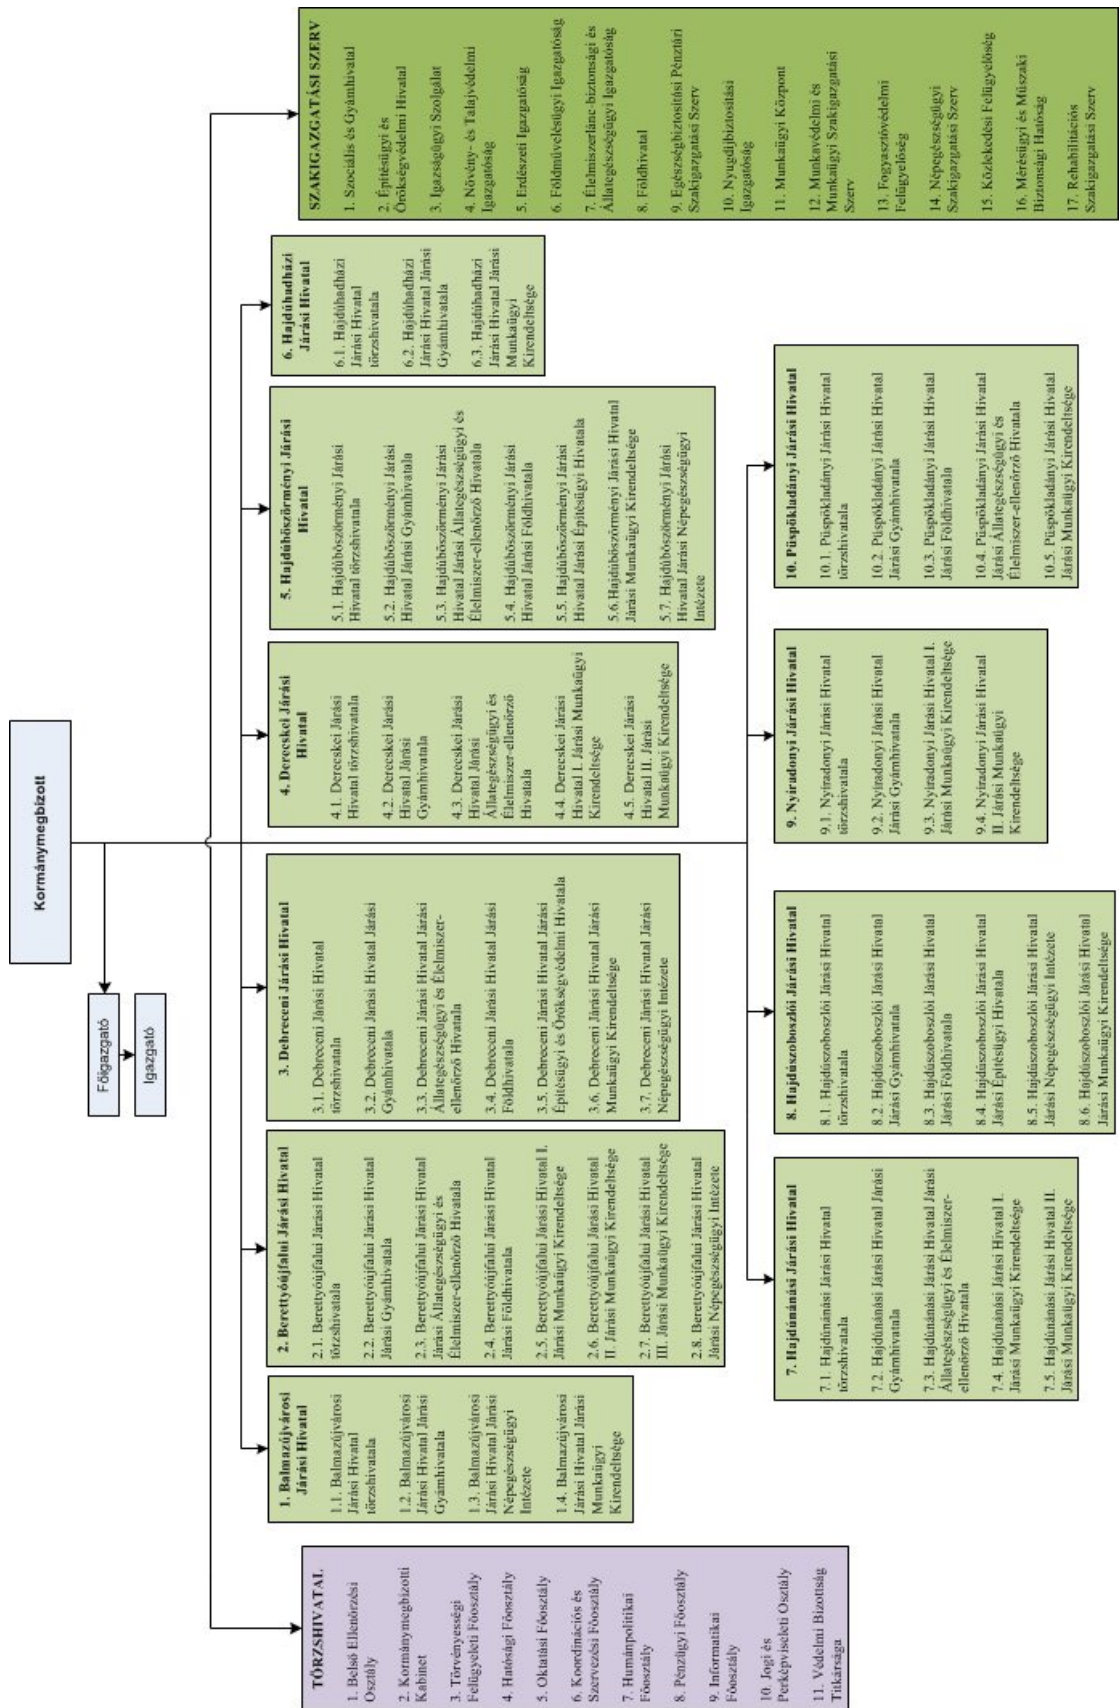 Kormánymegbízott
Főigazgató
Igazgató
TÖRZSHIVATAL
1. Belső Ellenőrzési
Osztály
2. Kormánymegbízotti
Kabinet
3. Törvényességi
Felügyeleti Főosztály
4. Hatósági Főosztály
5. Oktatási Főosztály
6. Koordinációs és
Szervezési Főosztály
7. Humánpolitikai
Főosztály
8. Pénzügyi Főosztály
9. Informatikai
Főosztály
10. Jogi és
Perképviseleti Osztály
11. Védelmi Bizottság
Titkársága
1. Balmazújvárosi
Járási Hivatal
1.1. Balmazújvárosi
Járási Hivatal
törzshivatala
1.2. Balmazújvárosi
Járási Hivatal Járási
Gyámhivatala
1.3. Balmazújvárosi
Járási Hivatal Járási
Népegészségügyi
Intézete
1.4. Balmazújvárosi
Járási Hivatal Járási
Munkaügyi
Kirendeltsége
2. Berettyóújfalui Járási Hivatal
2.1. Berettyóújfalui Járási Hivatal
törzshivatala
2.2. Berettyóújfalui Járási Hivatal
Járási Gyámhivatala
2.3. Berettyóújfalui Járási Hivatal
Járási Állategészségügyi és
Élelmiszer-ellenőrző Hivatala
2.4. Berettyóújfalui Járási Hivatal
Járási Földhivatala
2.5. Berettyóújfalui Járási Hivatal I.
Járási Munkaügyi Kirendeltsége
2.6. Berettyóújfalui Járási Hivatal
II. Járási Munkaügyi Kirendeltsége
2.7. Berettyóújfalui Járási Hivatal
III. Járási Munkaügyi Kirendeltsége
2.8. Berettyóújfalui Járási Hivatal
Járási Népegészségügyi Intézete
3. Debreceni Járási Hivatal
3.1. Debreceni Járási Hivatal
törzshivatala
3.2. Debreceni Járási Hivatal Járási
Gyámhivatala
3.3. Debreceni Járási Hivatal Járási
Állategészségügyi és Élelmiszer-
ellenőrző Hivatala
3.4. Debreceni Járási Hivatal Járási
Földhivatala
3.5. Debreceni Járási Hivatal Járási
Építésügyi és Örökségvédelmi Hivatala
3.6. Debreceni Járási Hivatal Járási
Munkaügyi Kirendeltsége
3.7. Debreceni Járási Hivatal Járási
Népegészségügyi Intézete
4. Derecskei Járási
Hivatal
4.1. Derecskei Járási
Hivatal törzshivatala
4.2. Derecskei Járási
Hivatal Járási
Gyámhivatala
4.3. Derecskei Járási
Hivatal Járási
Állategészségügyi és
Élelmiszer-ellenőrző
Hivatala
4.4. Derecskei Járási
Hivatal I. Járási Munkaügyi
Kirendeltsége
4.5. Derecskei Járási
Hivatal II. Járási
Munkaügyi Kirendeltsége
5. Hajdúböszörményi Járási
Hivatal
5.1. Hajdúböszörményi Járási
Hivatal törzshivatala
5.2. Hajdúböszörményi Járási
Hivatal Járási Gyámhivatala
5.3. Hajdúböszörményi Járási
Hivatal Járási Állategészségügyi és
Élelmiszer-ellenőrző Hivatala
5.4. Hajdúböszörményi Járási
Hivatal Járási Földhivatala
5.5. Hajdúböszörményi Járási
Hivatal Járási Építésügyi Hivatala
5.6.Hajdúböszörményi Járási Hivatal
Járási Munkaügyi Kirendeltsége
5.7. Hajdúböszörményi Járási
Hivatal Járási Népegészségügyi
Intézete
6. Hajdúhadházi
Járási Hivatal
6.1. Hajdúhadházi
Járási Hivatal
törzshivatala
6.2. Hajdúhadházi
Járási Hivatal Járási
Gyámhivatala
6.3. Hajdúhadházi
Járási Hivatal Járási
Munkaügyi
Kirendeltsége
SZAKIGAZGATÁSI SZERV
1. Szociális és Gyámhivatal
2. Építésügyi és
Örökségvédelmi Hivatal
3. Igazságügyi Szolgálat
4. Növény- és Talajvédelmi
Igazgatóság
5. Erdészeti Igazgatóság
6. Földművelésügyi Igazgatóság
7. Élelmiszerlánc-biztonsági és
Állategészségügyi Igazgatóság
8. Földhivatal
9. Egészségbiztosítási Pénztári
Szakigazgatási Szerv
10. Nyugdíjbiztosítási
Igazgatóság
11. Munkaügyi Központ
12. Munkavédelmi és
Munkaügyi Szakigazgatási
Szerv
13. Fogyasztóvédelmi
Felügyelőség
14. Népegészségügyi
Szakigazgatási Szerv
15. Közlekedési Felügyelőség
16. Mérésügyi és Műszaki
Biztonsági Hatóság
17. Rehabilitációs
Szakigazgatási Szerv
7. Hajdúnánási Járási Hivatal
7.1. Hajdúnánási Járási Hivatal
törzshivatala
7.2. Hajdúnánási Járási Hivatal Járási
Gyámhivatala
7.3. Hajdúnánási Járási Hivatal Járási
Állategészségügyi és Élelmiszer-
ellenőrző Hivatala
7.4. Hajdúnánási Járási Hivatal I.
Járási Munkaügyi Kirendeltsége
7.5. Hajdúnánási Járási Hivatal II.
Járási Munkaügyi Kirendeltsége
8. Hajdúszoboszlói Járási Hivatal
8.1. Hajdúszoboszlói Járási Hivatal
törzshivatala
8.2. Hajdúszoboszlói Járási Hivatal
Járási Gyámhivatala
8.3. Hajdúszoboszlói Járási Hivatal
Járási Földhivatala
8.4. Hajdúszoboszlói Járási Hivatal
Járási Építésügyi Hivatala
8.5. Hajdúszoboszlói Járási Hivatal
Járási Népegészségügyi Intézete
8.6. Hajdúszoboszlói Járási Hivatal
Járási Munkaügyi Kirendeltsége
9. Nyíradonyi Járási Hivatal
9.1. Nyíradonyi Járási Hivatal
törzshivatala
9.2. Nyíradonyi Járási Hivatal
Járási Gyámhivatala
9.3. Nyíradonyi Járási Hivatal I.
Járási Munkaügyi Kirendeltsége
9.4. Nyíradonyi Járási Hivatal
II. Járási Munkaügyi
Kirendeltsége
10. Püspökladányi Járási Hivatal
10.1. Püspökladányi Járási Hivatal
törzshivatala
10.2. Püspökladányi Járási Hivatal
Járási Gyámhivatala
10.3. Püspökladányi Járási Hivatal
Járási Földhivatala
10.4. Püspökladányi Járási Hivatal
Járási Állategészségügyi és
Élelmiszer-ellenőrző Hivatala
10.5. Püspökladányi Járási Hivatal
Járási Munkaügyi Kirendeltsége